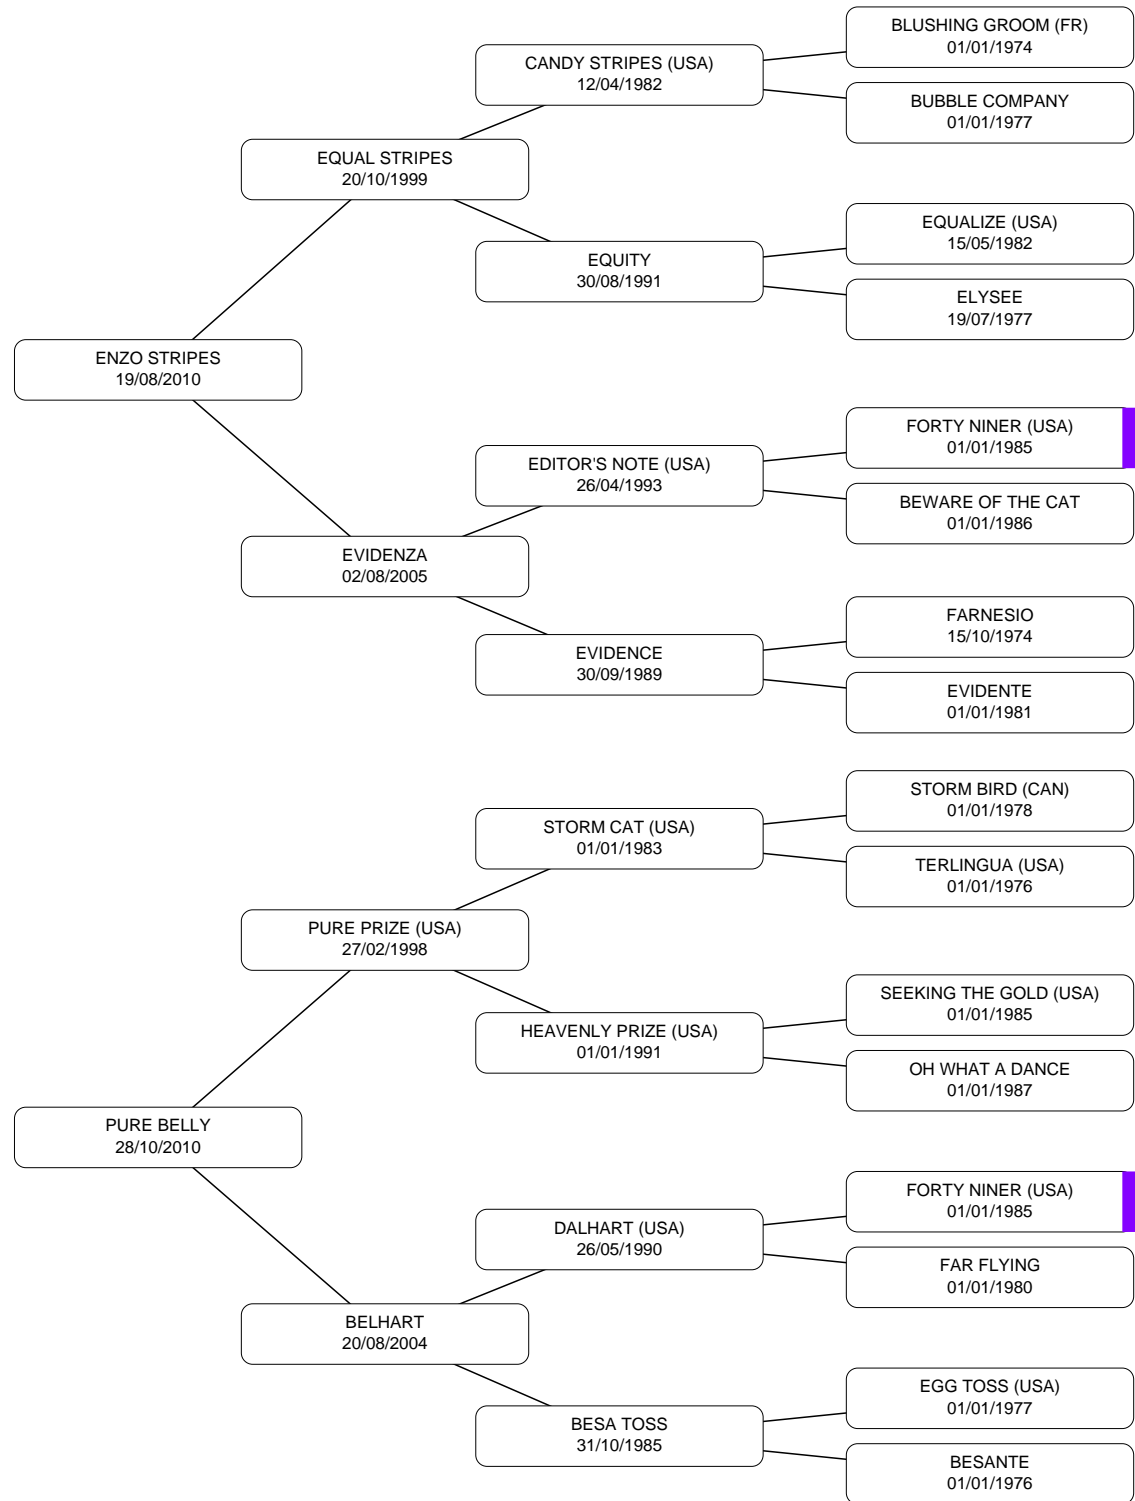 BLUSHING GROOM (FR)
01/01/1974
CANDY STRIPES (USA)
12/04/1982
BUBBLE COMPANY
01/01/1977
EQUAL STRIPES
20/10/1999
EQUALIZE (USA)
15/05/1982
EQUITY
30/08/1991
ELYSEE
19/07/1977
ENZO STRIPES
19/08/2010
FORTY NINER (USA)
01/01/1985
EDITOR'S NOTE (USA)
26/04/1993
BEWARE OF THE CAT
01/01/1986
EVIDENZA
02/08/2005
FARNESIO
15/10/1974
EVIDENCE
30/09/1989
EVIDENTE
01/01/1981
STORM BIRD (CAN)
01/01/1978
STORM CAT (USA)
01/01/1983
TERLINGUA (USA)
01/01/1976
PURE PRIZE (USA)
27/02/1998
SEEKING THE GOLD (USA)
01/01/1985
HEAVENLY PRIZE (USA)
01/01/1991
OH WHAT A DANCE
01/01/1987
PURE BELLY
28/10/2010
FORTY NINER (USA)
01/01/1985
DALHART (USA)
26/05/1990
FAR FLYING
01/01/1980
BELHART
20/08/2004
EGG TOSS (USA)
01/01/1977
BESA TOSS
31/10/1985
BESANTE
01/01/1976